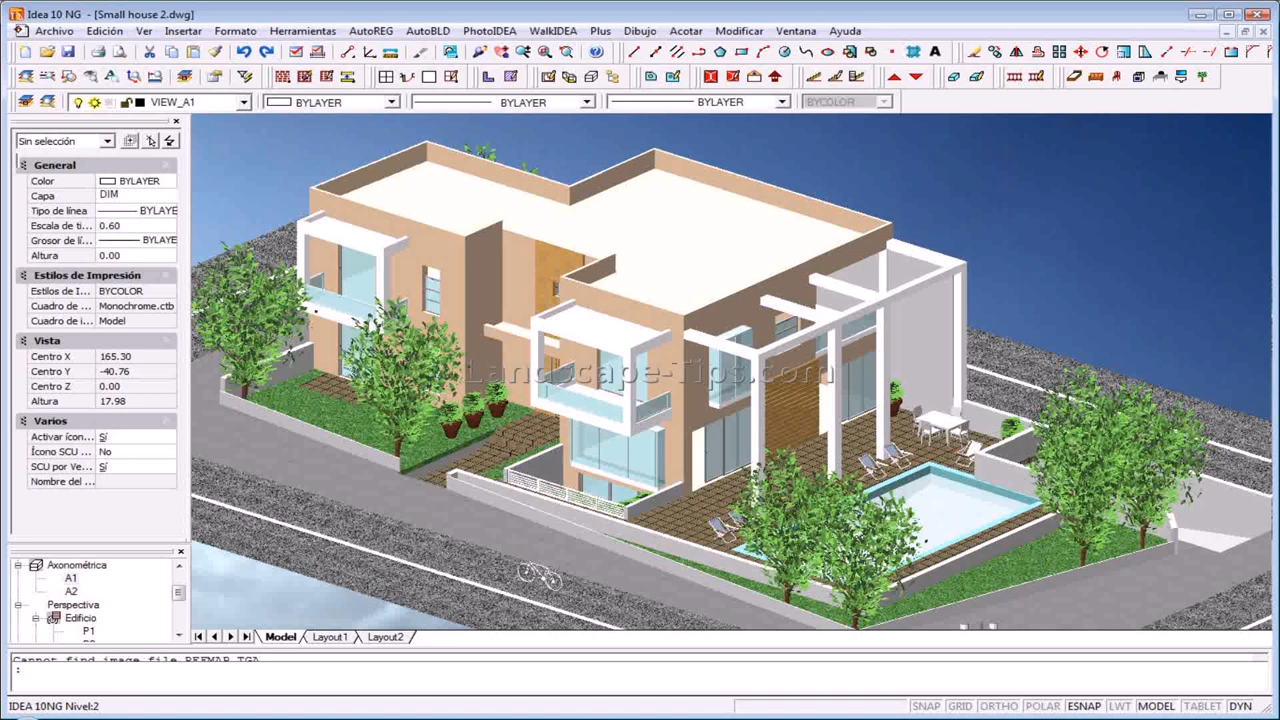 Idea 10 NG - [Small house 2.dwg]
Archivo Edición Ver Insertar Formato Herramientas AutoREG AutoBLD PhotoIDEA WalkIDEA Plus Dibujo Acotar Modificar Ventana Ayuda
VIEW_A1 BYLAYER BYLAYER BYLAYER BYCOLOR
Sin selección
General
Color BYLAYER
Capa DIM
Tipo de línea BYLAYE
Escala de ti... 0.60
Grosor de lí... BYLAYE
Altura 0.00
Estilos de Impresión
Estilos de I... BYCOLOR
Cuadro de ... Monochrome.ctb
Cuadro de i... Model
Vista
Centro X 165.30
Centro Y -40.76
Centro Z 0.00
Altura 17.98
Varios
Activar ícon... Sí
Ícono SCU ... No
SCU por Ve... Sí
Nombre del ...
Landscape-Tips.com
Axonométrica
A1
A2
Perspectiva
Edificio
P1
Model Layout1 Layout2
Cannot find image file REFMAP.TGA
:
IDEA 10NG Nivel:2
SNAP GRID ORTHO POLAR ESNAP LWT MODEL TABLET DYN